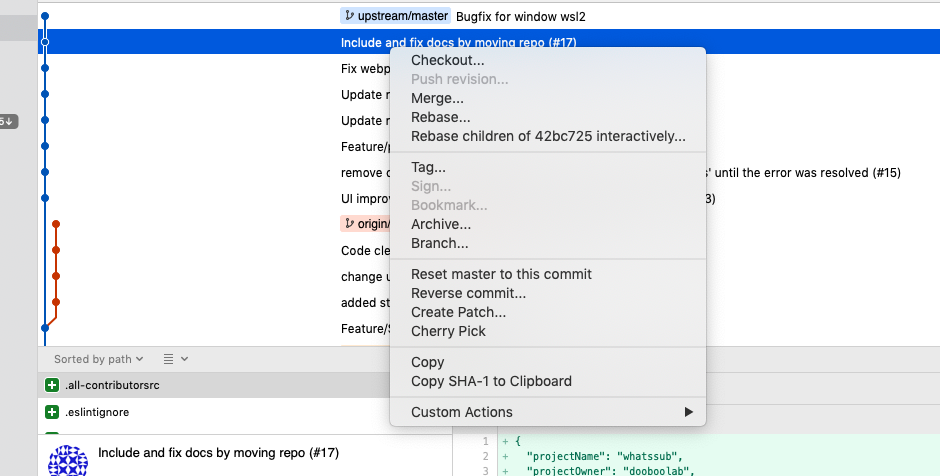 upstream/master Bugfix for window wsl2
Include and fix docs by moving repo (#17)
Checkout...
Fix webp
Push revision...
Update r
Merge...
Rebase...
Update r
Rebase children of 42bc725 interactively...
5↓
Feature/
Tag...
remove s' until the error was resolved (#15)
Sign...
UI improv 3)
Bookmark...
origin/
Archive...
Branch...
Code cle
change u
Reset master to this commit
Reverse commit...
added st
Create Patch...
Feature/S
Cherry Pick
Sorted by path
Copy
.all-contributorsrc
Copy SHA-1 to Clipboard
.eslintignore
Custom Actions
Include and fix docs by moving repo (#17)
1 + {
2 + "projectName": "whatssub",
3 + "projectOwner": "dooboolab",